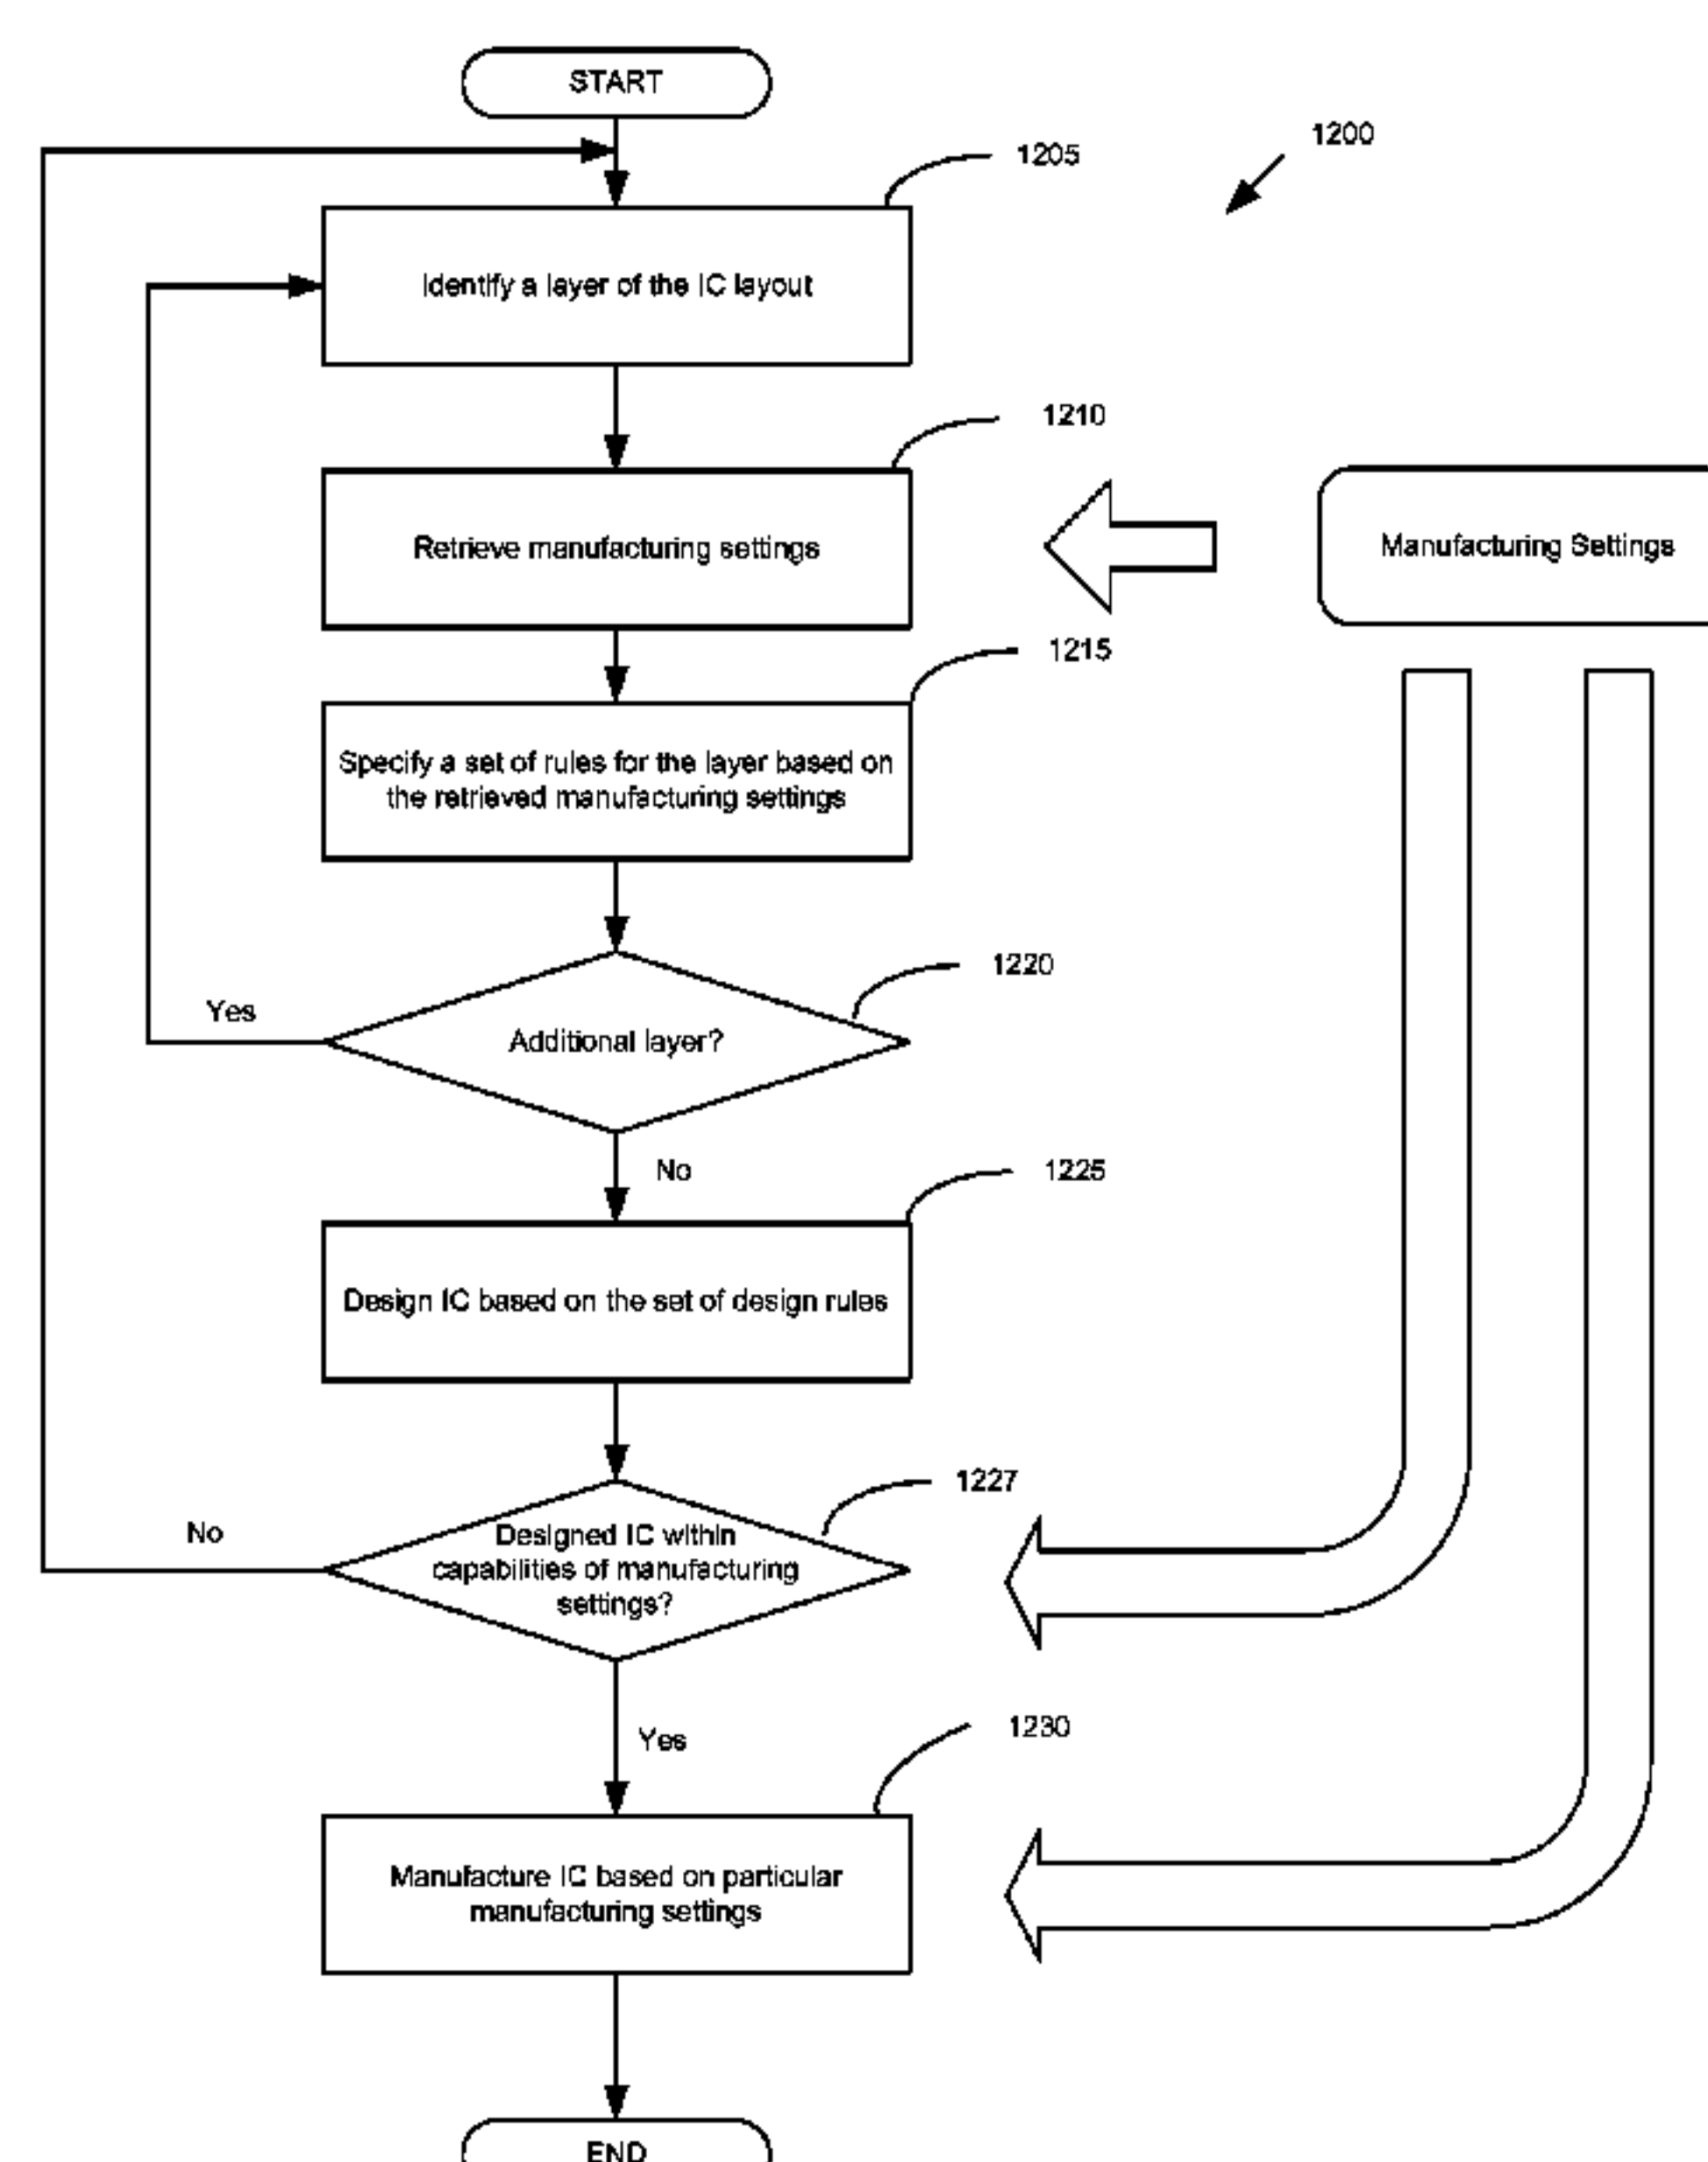 START
1200
1205
Identify a layer of the IC layout
1210
Retrieve manufacturing settings
Manufacturing Settings
1215
Specify a set of rules for the layer based on
the retrieved manufacturing settings
1220
Yes
Additional layer?
No
1225
Design IC based on the set of design rules
1227
No
Designed IC within
capabilities of manufacturing
settings?
Yes
1230
Manufacture IC based on particular
manufacturing settings
END